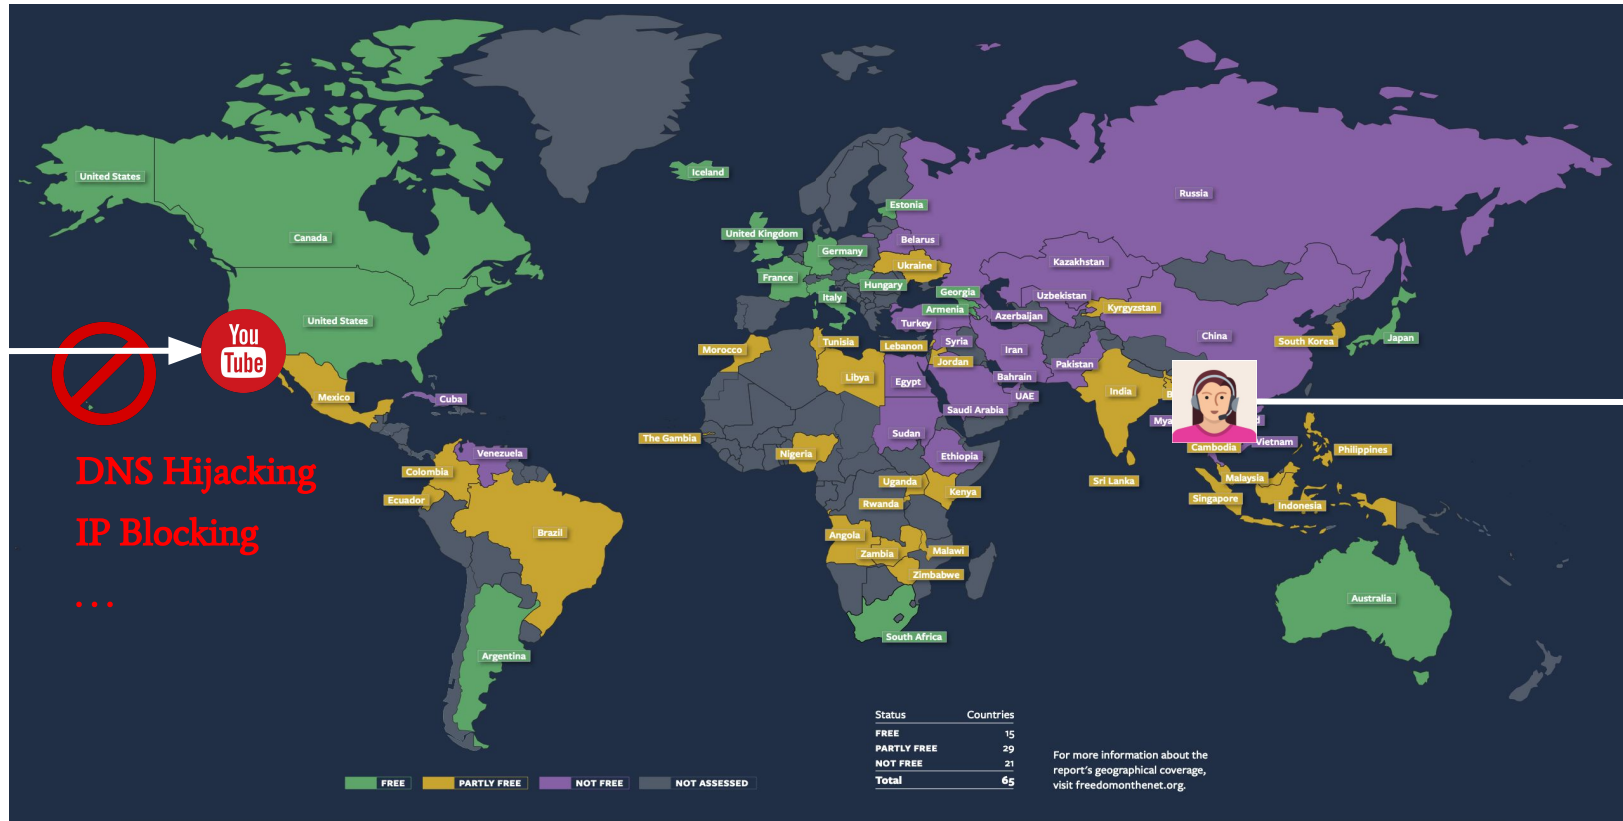 United States
Canada
United States
Mexico
Cuba
Venezuela
Colombia
Ecuador
Brazil
Argentina
Iceland
United Kingdom
Estonia
Belarus
Germany
Ukraine
France
Hungary
Italy
Georgia
Armenia
Azerbaijan
Turkey
Russia
Kazakhstan
Uzbekistan
Kyrgyzstan
China
South Korea
Japan
Morocco
Tunisia
Lebanon
Syria
Jordan
Iran
Pakistan
Libya
Egypt
Bahrain
UAE
Saudi Arabia
India
Sudan
The Gambia
Nigeria
Ethiopia
Uganda
Kenya
Rwanda
Angola
Zambia
Malawi
Zimbabwe
South Africa
Sri Lanka
Cambodia
Vietnam
Philippines
Malaysia
Singapore
Indonesia
Australia
You
Tube
DNS Hijacking
IP Blocking
...
Status Countries
FREE 15
PARTLY FREE 29
NOT FREE 21
Total 65
For more information about the
report's geographical coverage,
visit freedomonthenet.org.
FREE PARTLY FREE NOT FREE NOT ASSESSED